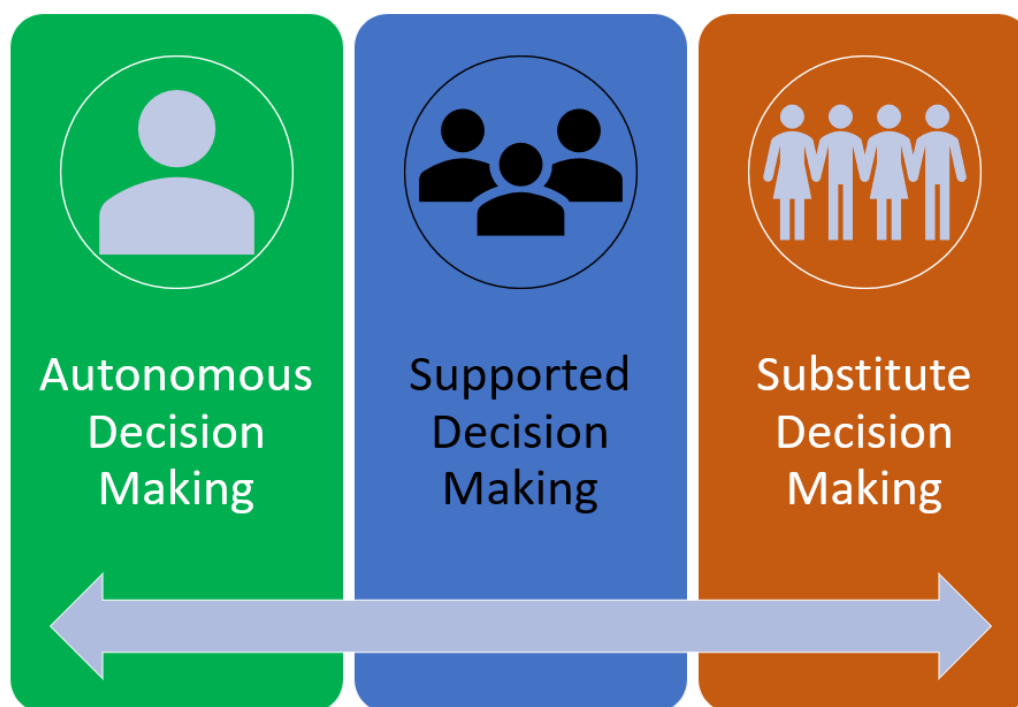 Autonomous
Decision
Making
Supported
Decision
Making
Substitute
Decision
Making